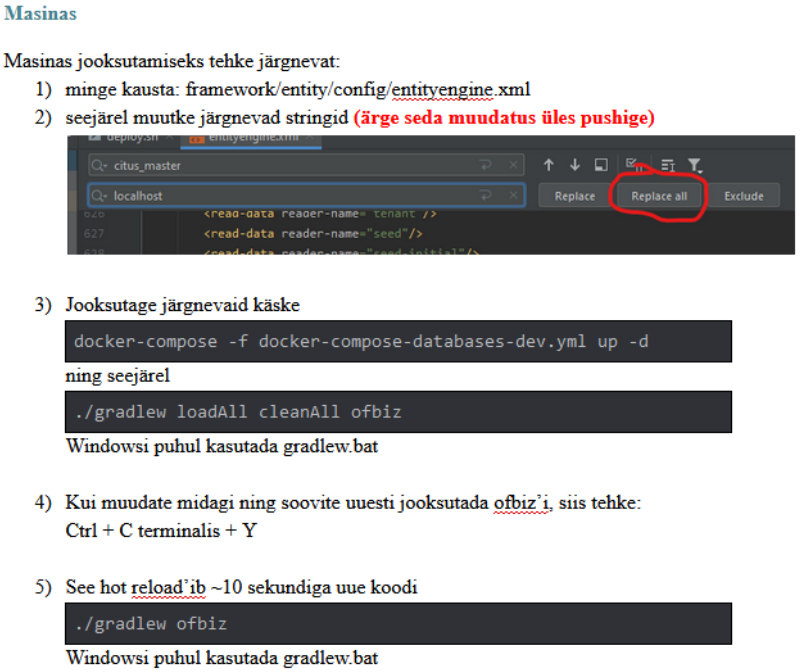 Masinas
Masinas jooksutamiseks tehke järgnevat:
1) minge kausta: framework/entity/config/entityengine.xml
2) seejärel muutke järgnevad stringid (ärge seda muudatus üles pushige)
deploy.sh entityengine.xml
citus_master
localhost Replace Replace all Exclude
626 <read-data reader-name="tenant"/>
627 <read-data reader-name="seed"/>
628 <read-data reader-name="seed-initial"/>
3) Jooksutage järgnevaid käske
docker-compose -f docker-compose-databases-dev.yml up -d
ning seejärel
./gradlew loadAll cleanAll ofbiz
Windowsi puhul kasutada gradlew.bat
4) Kui muudate midagi ning soovite uuesti jooksutada ofbiz’i, siis tehke:
Ctrl + C terminalis + Y
5) See hot reload’ib ~10 sekundiga uue koodi
./gradlew ofbiz
Windowsi puhul kasutada gradlew.bat